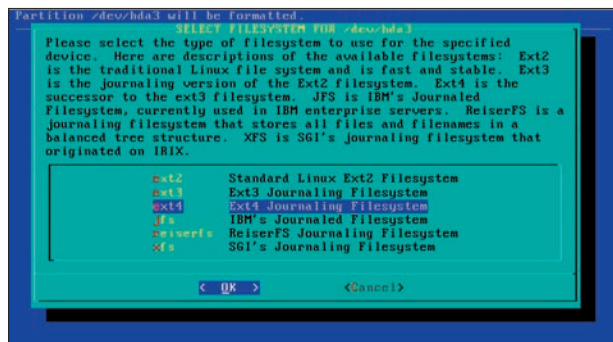 Partition /dev/hda3 will be formatted.
SELECT FILESYSTEM FOR /dev/hda3
Please select the type of filesystem to use for the specified
device. Here are descriptions of the available filesystems: Ext2
is the traditional Linux file system and is fast and stable. Ext3
is the journaling version of the Ext2 filesystem. Ext4 is the
successor to the ext3 filesystem. JFS is IBM's Journaled
Filesystem, currently used in IBM enterprise servers. ReiserFS is a
journaling filesystem that stores all files and filenames in a
balanced tree structure. XFS is SGI's journaling filesystem that
originated on IRIX.
ext2 Standard Linux Ext2 Filesystem
ext3 Ext3 Journaling Filesystem
ext4 Ext4 Journaling Filesystem
jfs IBM's Journaled Filesystem
reiserfs ReiserFS Journaling Filesystem
xfs SGI's Journaling Filesystem
< OK > <Cancel>